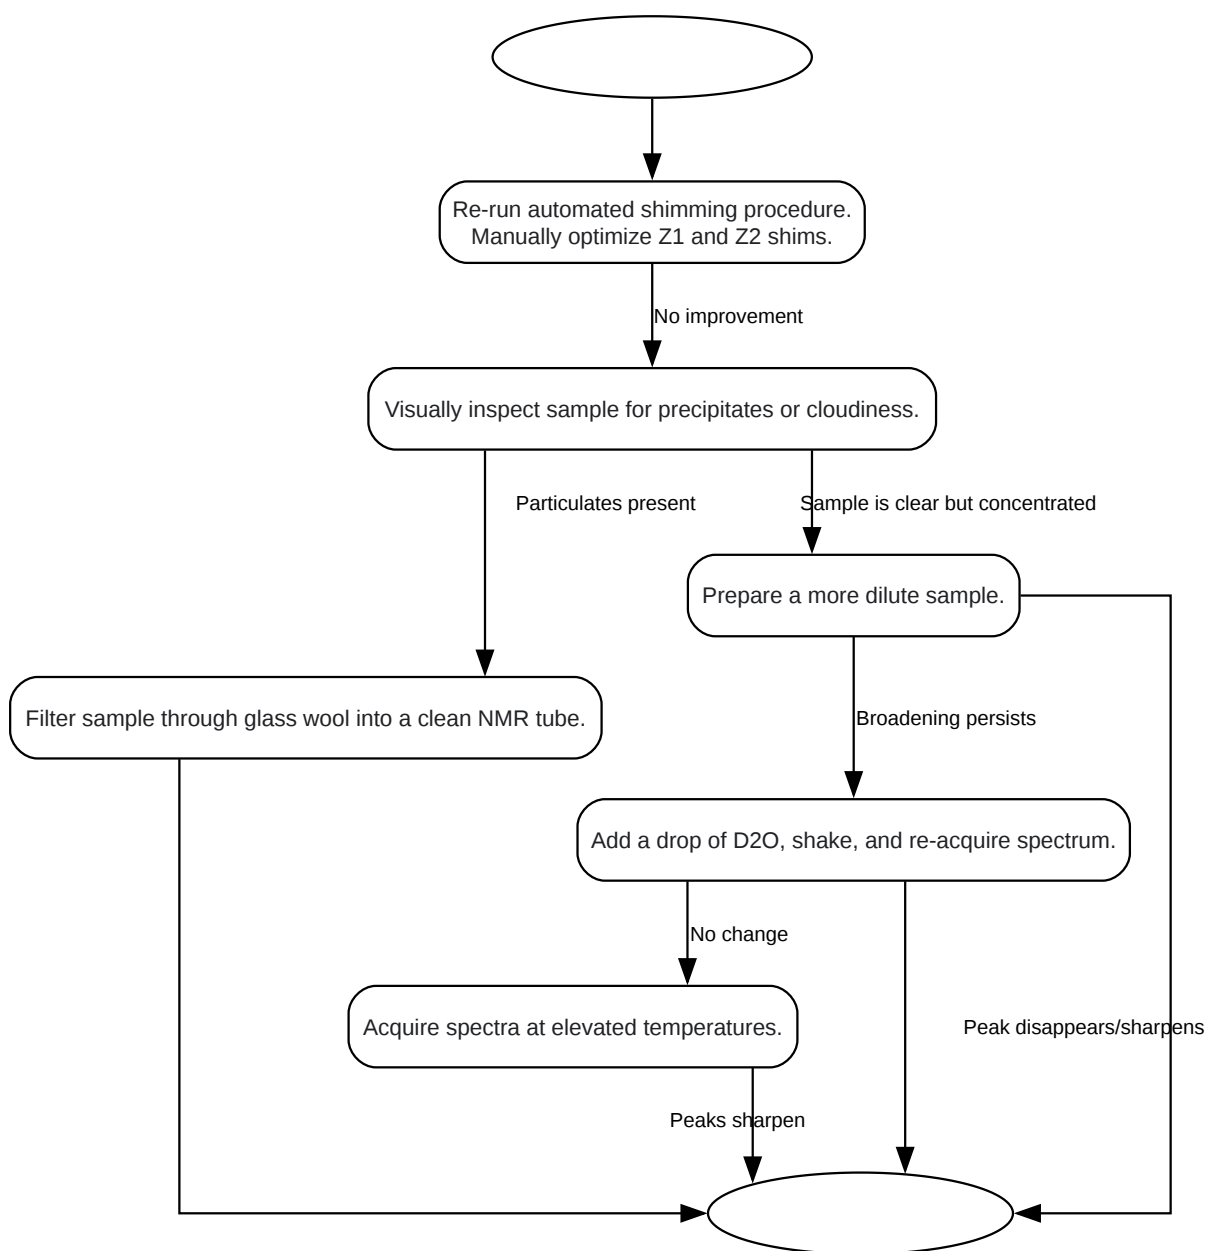 Re-run automated shimming procedure.
Manually optimize Z1 and Z2 shims.
No improvement
Visually inspect sample for precipitates or cloudiness.
Particulates present
Sample is clear but concentrated
Prepare a more dilute sample.
Filter sample through glass wool into a clean NMR tube.
Broadening persists
Add a drop of D2O, shake, and re-acquire spectrum.
No change
Acquire spectra at elevated temperatures.
Peak disappears/sharpens
Peaks sharpen